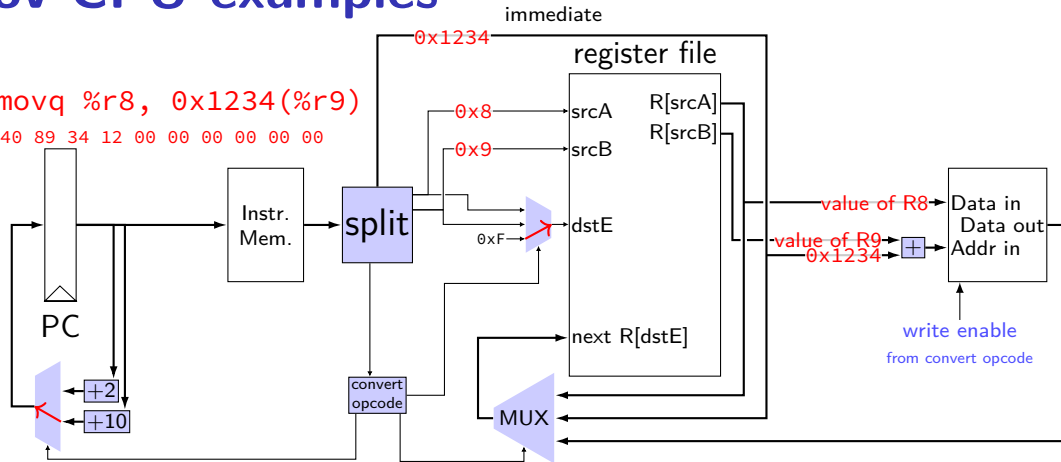 CPU examples
immediate
0x1234
register file
movq %r8, 0x1234(%r9)
40 89 34 12 00 00 00 00 00 00
0x8
srcA
R[srcA]
R[srcB]
0x9
srcB
Instr.
Mem.
split
0xF
dstE
value of R8
Data in
Data out
value of R9
+
Addr in
0x1234
PC
next R[dstE]
write enable
from convert opcode
convert
opcode
+2
+10
MUX